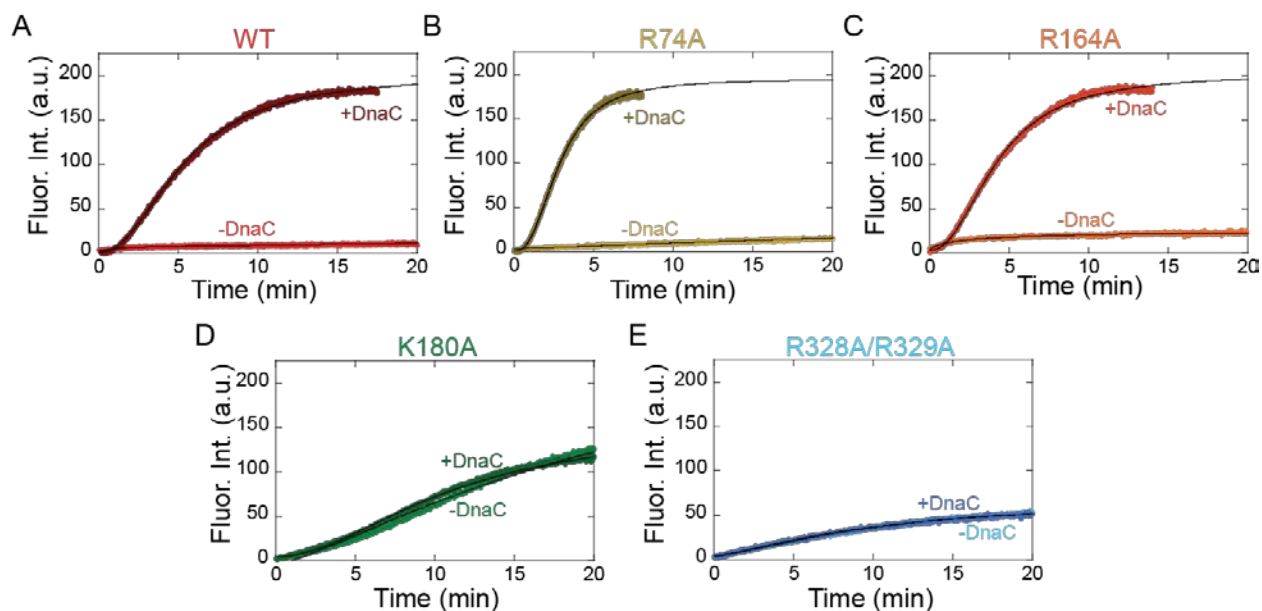 A
WT
Fluor. Int. (a.u.)
200
150
100
50
0
+DnaC
-DnaC
0 5 10 15 20
Time (min)
B
R74A
Fluor. Int. (a.u.)
200
150
100
50
0
+DnaC
-DnaC
0 5 10 15 20
Time (min)
C
R164A
Fluor. Int. (a.u.)
200
150
100
50
0
+DnaC
-DnaC
0 5 10 15 20
Time (min)
D
K180A
Fluor. Int. (a.u.)
200
150
100
50
0
+DnaC
-DnaC
0 5 10 15 20
Time (min)
E
R328A/R329A
Fluor. Int. (a.u.)
200
150
100
50
0
+DnaC
-DnaC
0 5 10 15 20
Time (min)